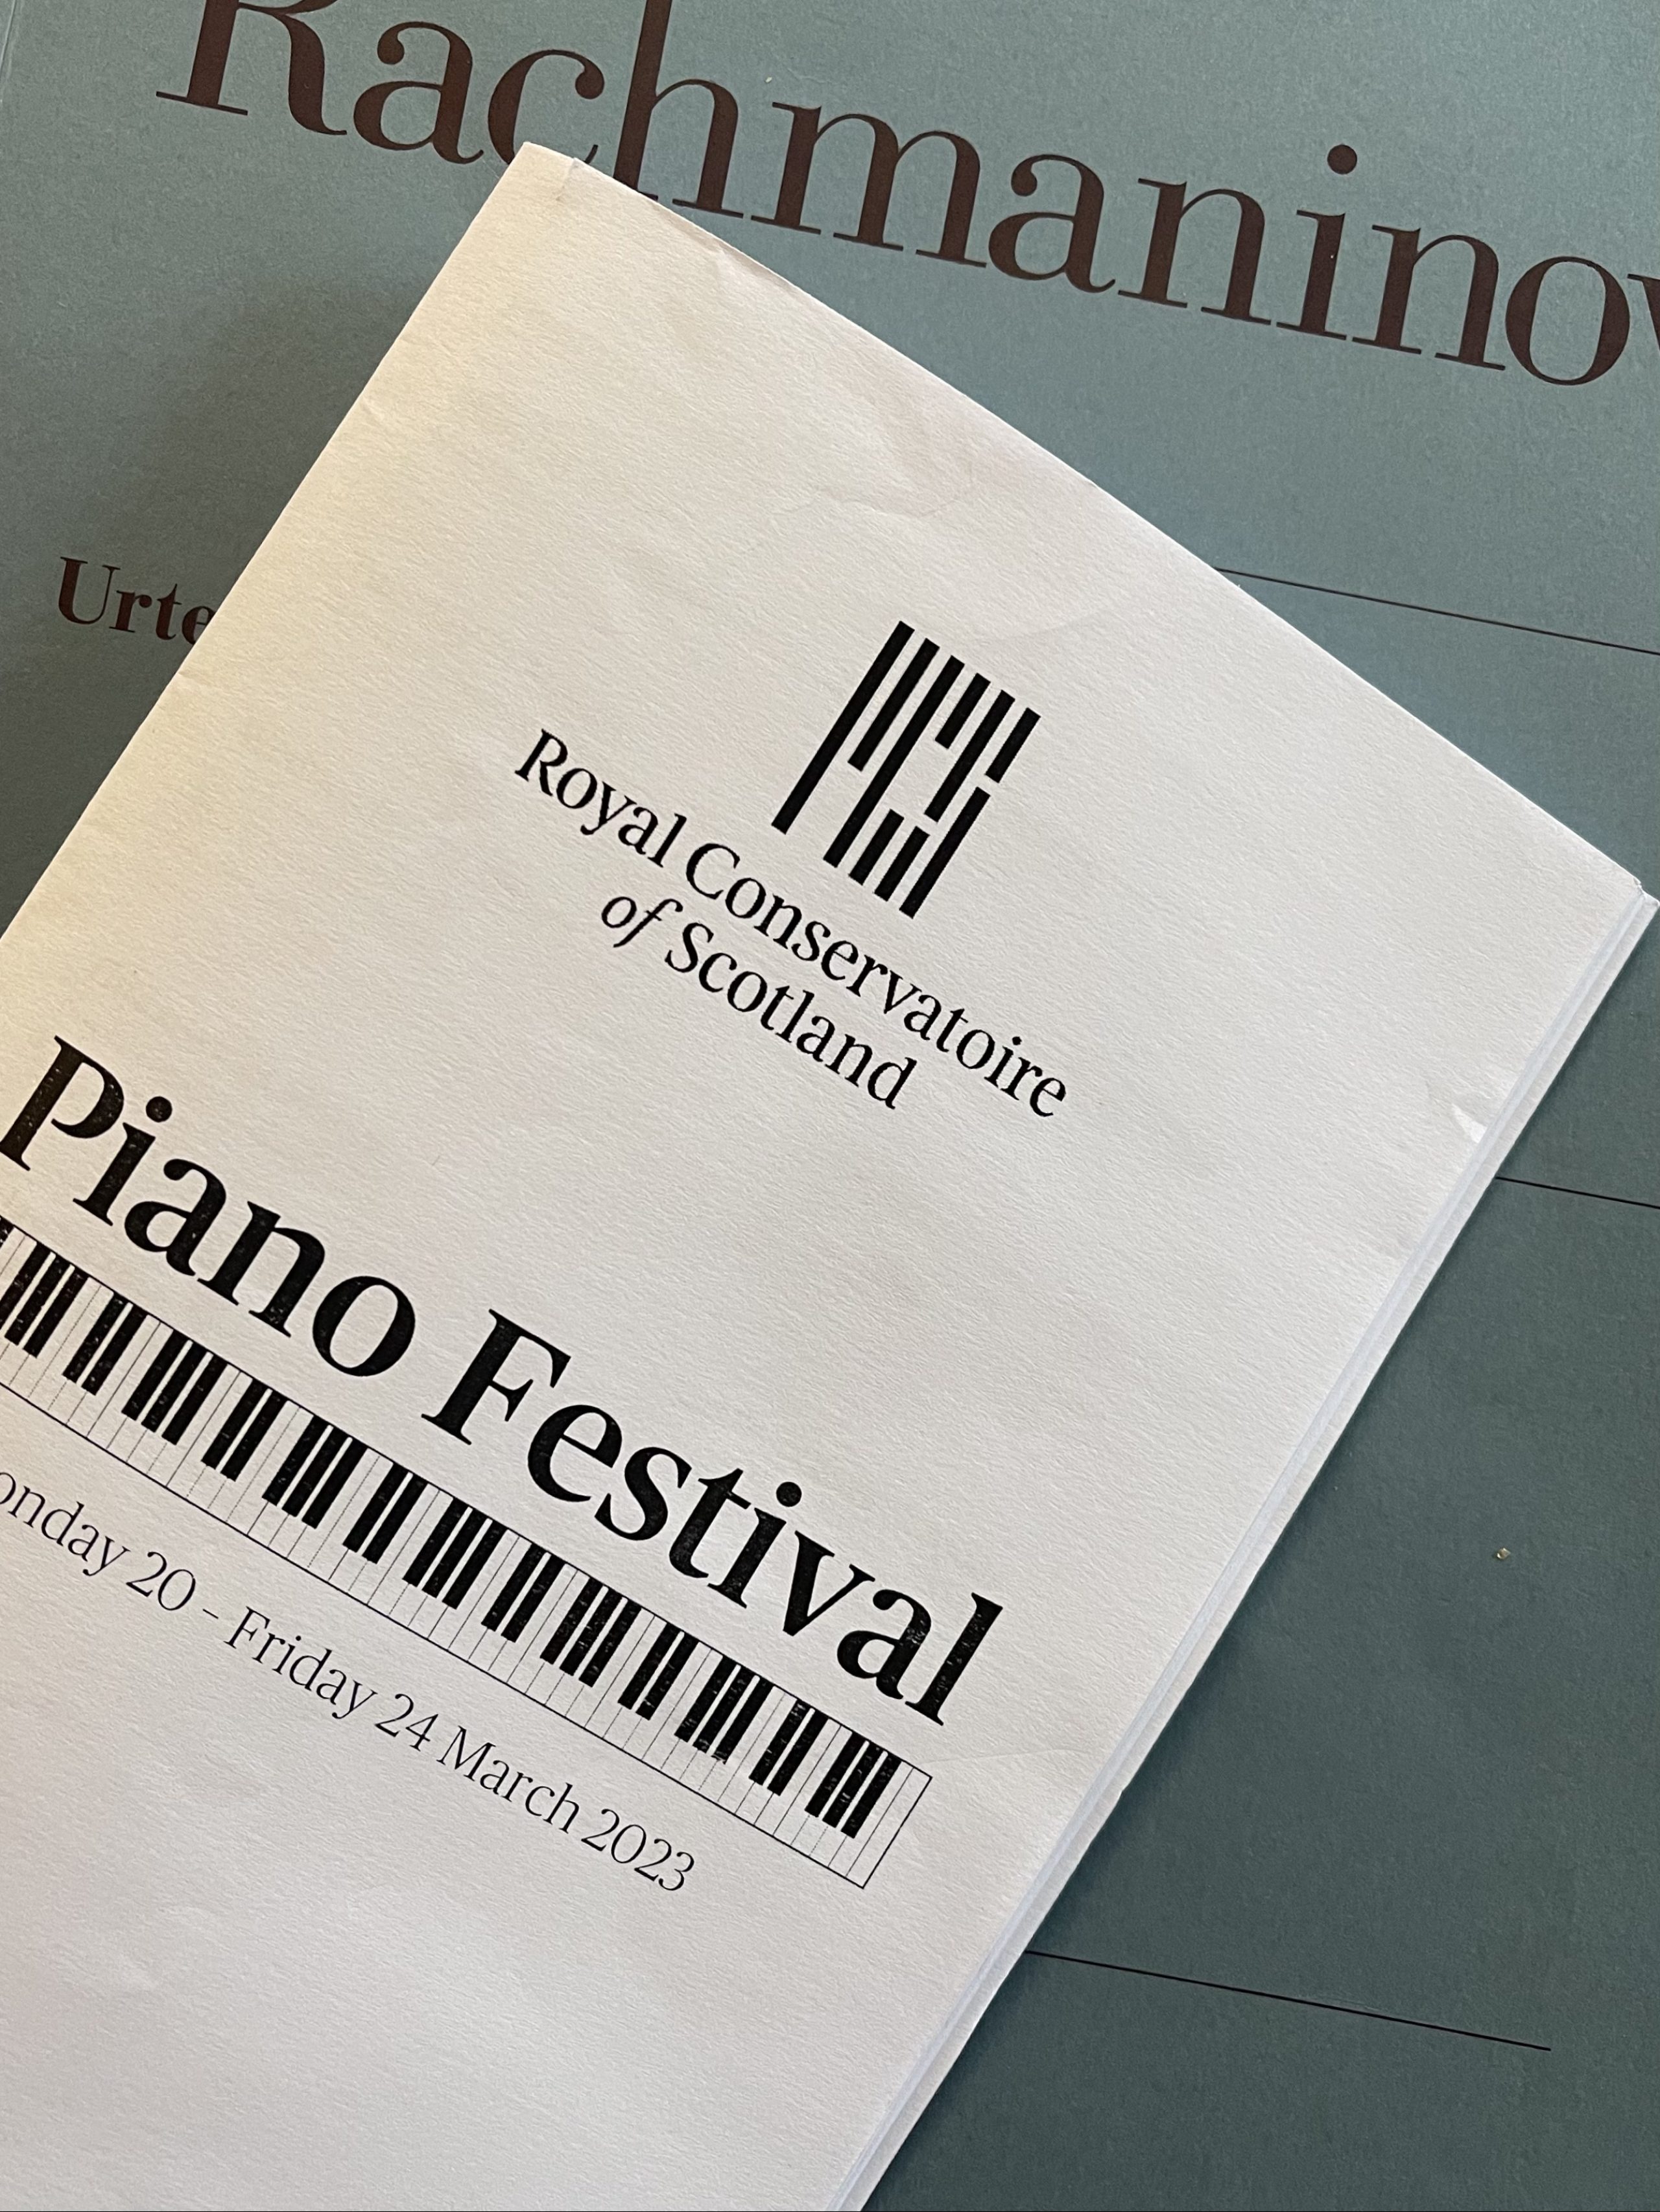 Rachmaninov
Urte
Royal Conservatoire
of Scotland
Piano Festival
onday 20 - Friday 24 March 2023